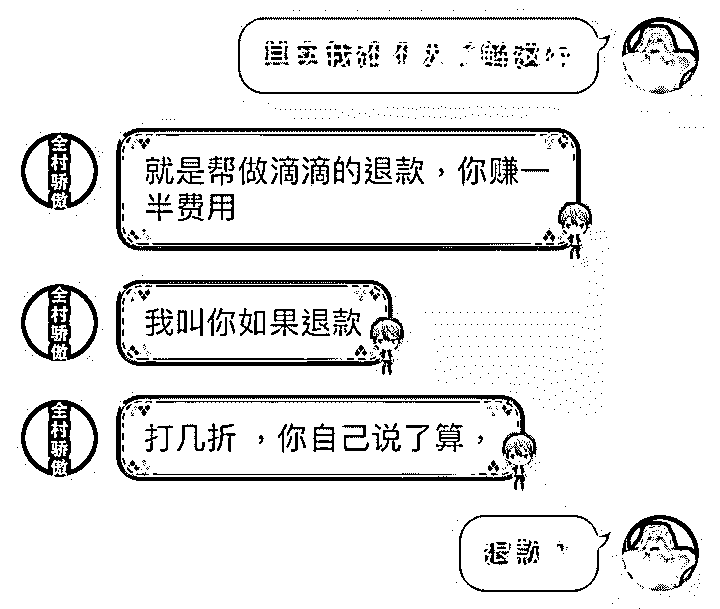 全村骄傲
就是帮做滴滴的退款，你赚一
半费用
全村骄傲
我叫你如果退款
全村骄傲
打几折 ，你自己说了算，
退款